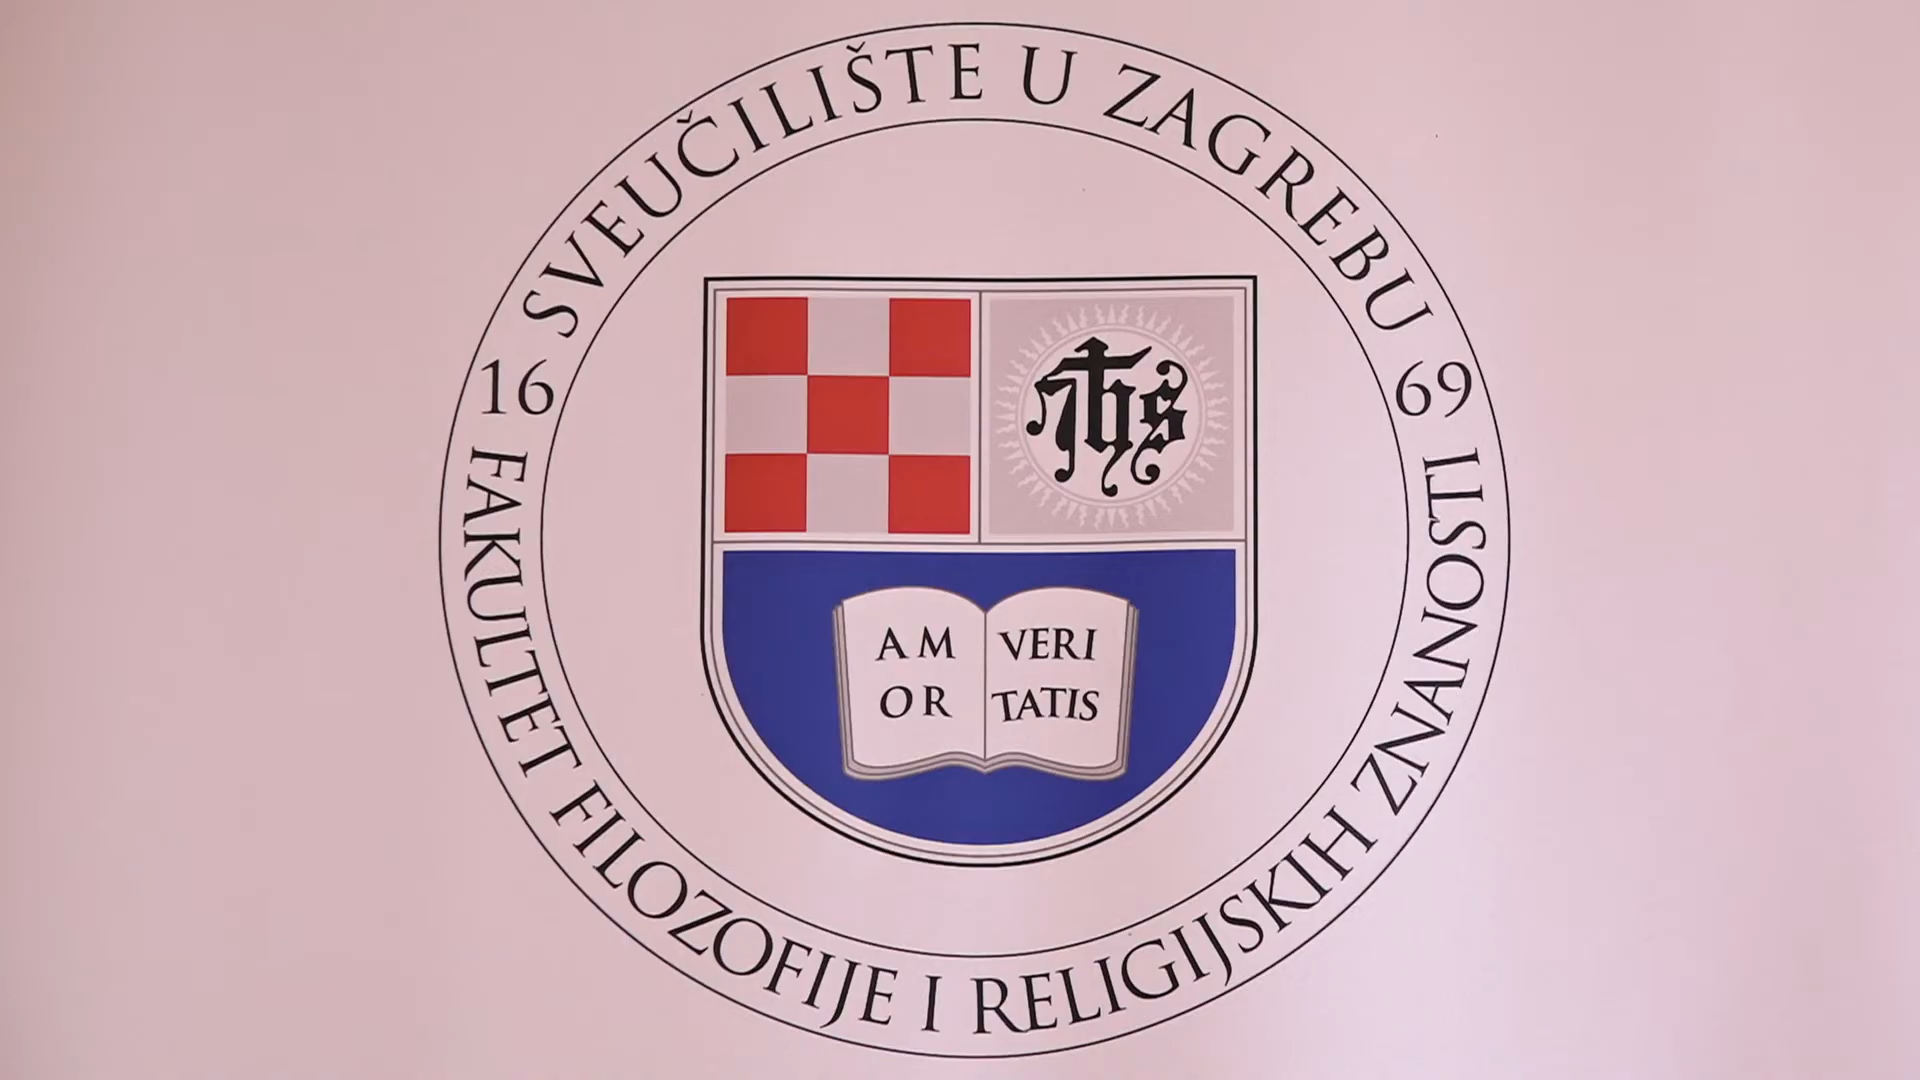 SVEUČILIŠTE U ZAGREBU
16 69
Ihs
AM VERI
OR TATIS
FAKULTET FILOZOFIJE I RELIGIJSKIH ZNANOSTI